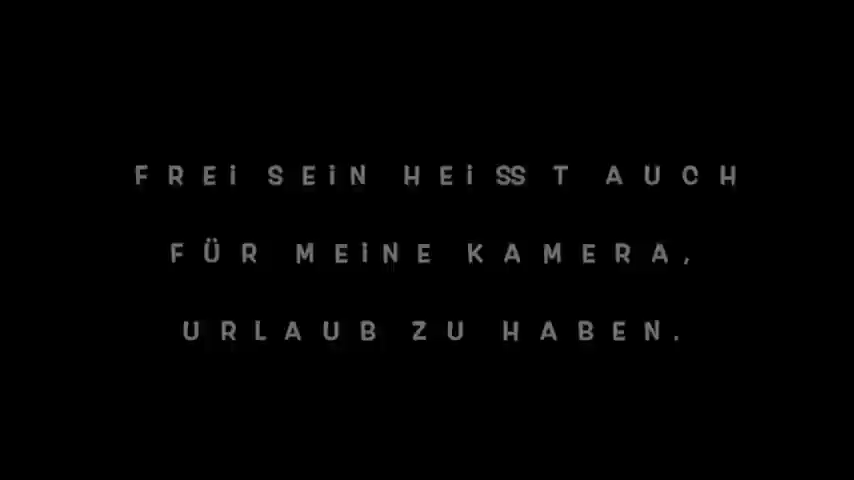 FREi SEiN HEiSST AUCH
FÜR MEiNE KAMERA,
URLAUB ZU HABEN.